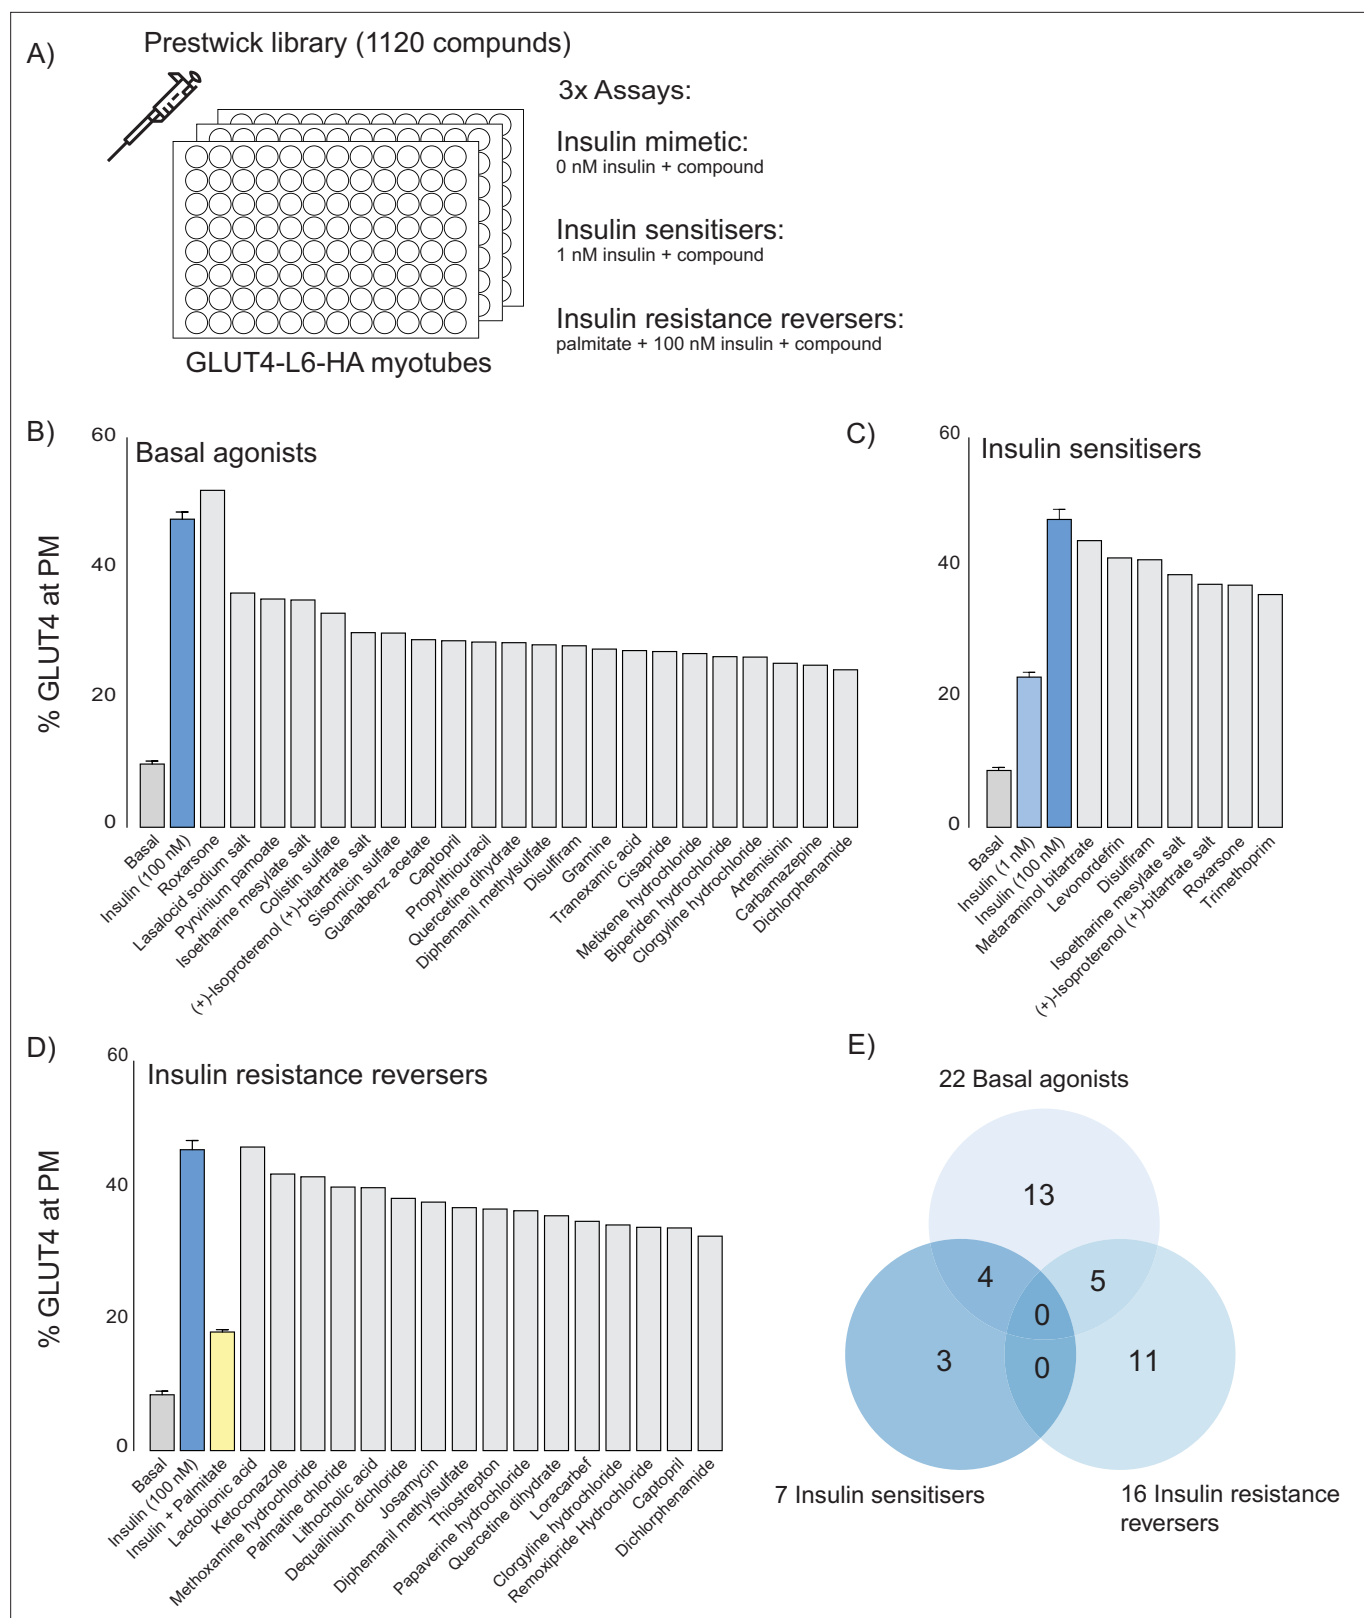 A)
Prestwick library (1120 compunds)
3x Assays:
Insulin mimetic:
0 nM insulin + compound
Insulin sensitisers:
1 nM insulin + compound
Insulin resistance reversers:
palmitate + 100 nM insulin + compound
GLUT4-L6-HA myotubes
B)
Basal agonists
% GLUT4 at PM
60
40
20
0
Basal
Insulin (100 nM)
Roxarsone
Lasalocid sodium salt
Pyrvinium pamoate
Isoetharine mesylate salt
Colistin sulfate
(+)-Isoproterenol (+)-bitartrate salt
Sisomicin sulfate
Guanabenz acetate
Captopril
Propylthiouracil
Quercetine dihydrate
Diphemanil methylsulfate
Disulfiram
Gramine
Tranexamic acid
Cisapride
Metixene hydrochloride
Biperiden hydrochloride
Clorgyline hydrochloride
Artemisinin
Carbamazepine
Dichlorphenamide
C)
Insulin sensitisers
60
40
20
0
Basal
Insulin (1 nM)
Insulin (100 nM)
Metaraminol bitartrate
Levonordefrin
Disulfiram
Isoetharine mesylate salt
(+)-Isoproterenol (+)-bitartrate salt
Roxarsone
Trimethoprim
D)
Insulin resistance reversers
% GLUT4 at PM
60
40
20
0
Basal
Insulin (100 nM)
Insulin + Palmitate
Lactobionic acid
Ketoconazole
Methoxamine hydrochloride
Palmatine chloride
Lithocholic acid
Dequalinium dichloride
Josamycin
Diphemanil methylsulfate
Thiostrepton
Papaverine hydrochloride
Quercetine dihydrate
Loracarbef
Clorgyline hydrochloride
Remoxipride Hydrochloride
Captopril
Dichlorphenamide
E)
22 Basal agonists
13
4
5
0
3
0
11
7 Insulin sensitisers
16 Insulin resistance
reversers